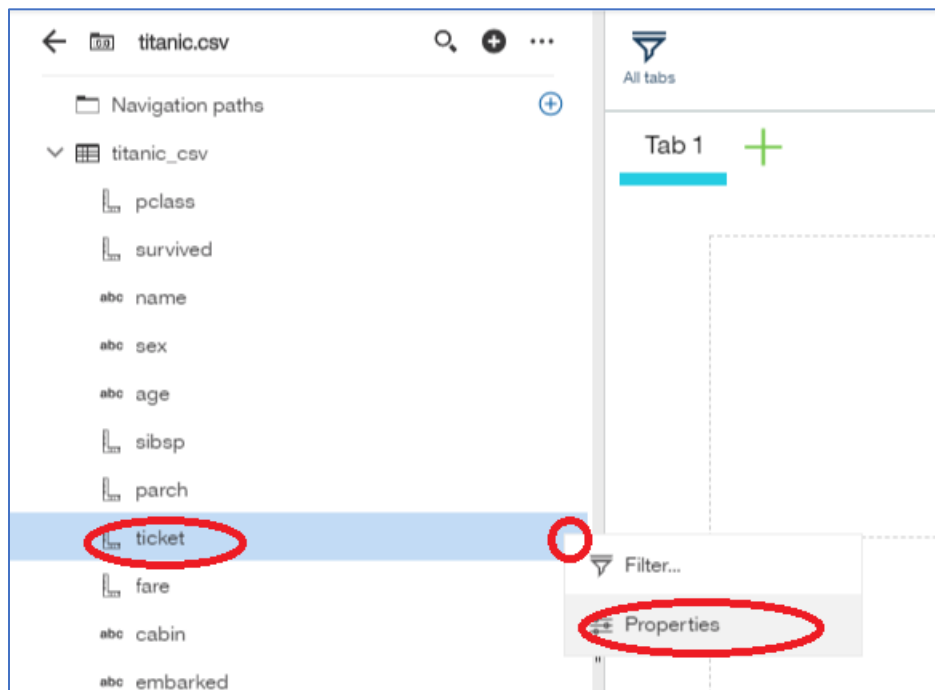 titanic.csv
All tabs
Navigation paths
Tab 1
titanic_csv
pclass
survived
abc name
abc sex
abc age
sibsp
parch
ticket
Filter...
fare
Properties
abc cabin
abc embarked